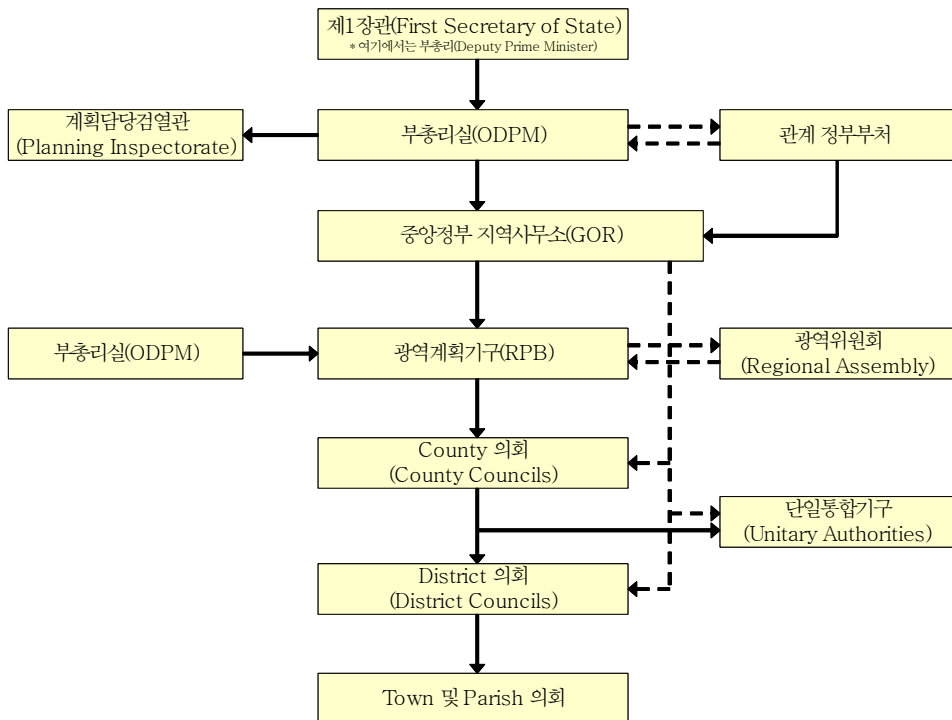 제1장관(First Secretary of State)
* 여기에서는 부총리(Deputy Prime Minister)
계획담당검열관
(Planning Inspectorate)
부총리실(ODPM)
관계 정부부처
중앙정부 지역사무소(GOR)
부총리실(ODPM)
광역계획기구(RPB)
광역위원회
(Regional Assembly)
County 의회
(County Councils)
단일통합기구
(Unitary Authorities)
District 의회
(District Councils)
Town 및 Parish 의회